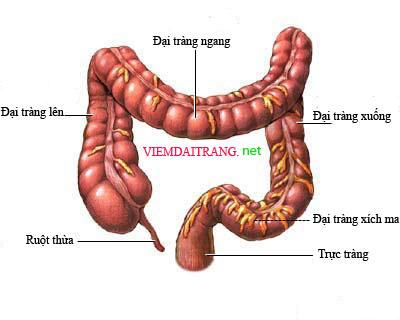 Đại tràng ngang
Đại tràng lên
Đại tràng xuống
VIEMDAITRANG. net
Đại tràng xích ma
Ruột thừa
Trực tràng